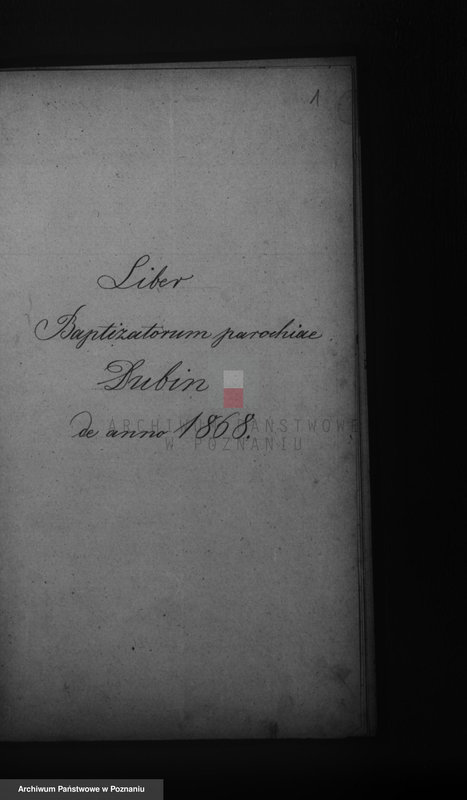 1
Liber
Baptizatorum parochiae
Dubin
de anno 1868.
ARCHIWUM PAŃSTWOWE
W POZNANIU
Archiwum Państwowe w Poznaniu